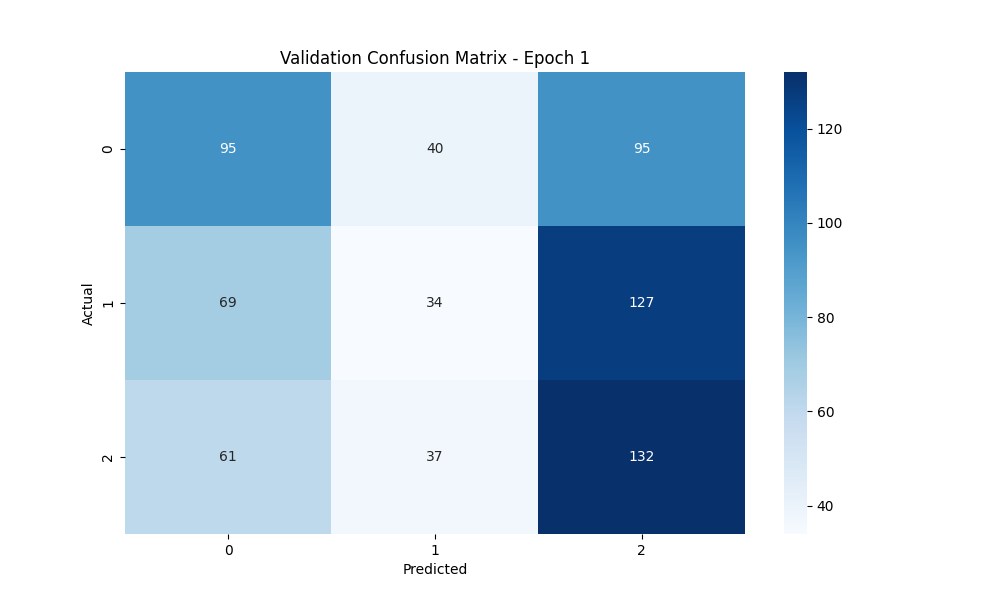 Validation Confusion Matrix - Epoch 1
0 95 40 95
1 69 34 127
2 61 37 132
0 1 2
Predicted
Actual
120
100
80
60
40